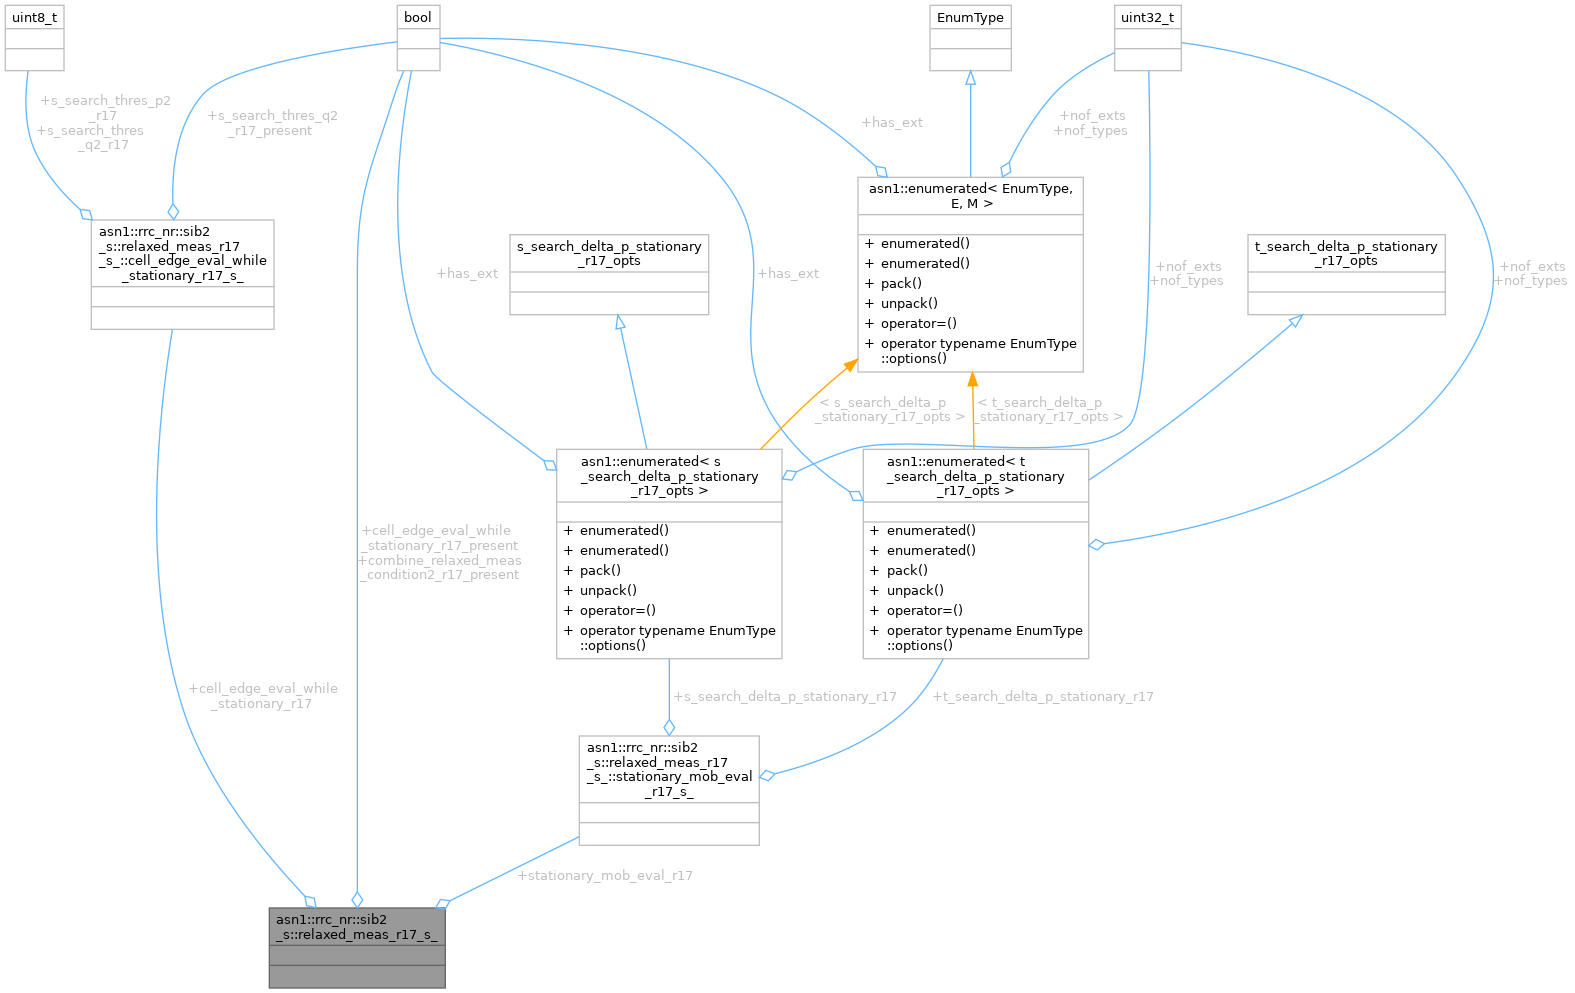 uint8_t
bool
EnumType
uint32_t
+s_search_thres_p2
_r17
+s_search_thres
_q2_r17
+s_search_thres_q2
_r17_present
+has_ext
+nof_exts
+nof_types
asn1::enumerated< EnumType,
E, M >
+ enumerated()
+ enumerated()
+ pack()
+ unpack()
+ operator=()
+ operator typename EnumType
::options()
asn1::rrc_nr::sib2
_s::relaxed_meas_r17
_s_::cell_edge_eval_while
_stationary_r17_s_
s_search_delta_p_stationary
_r17_opts
t_search_delta_p_stationary
_r17_opts
+has_ext
+has_ext
+nof_exts
+nof_types
+nof_exts
+nof_types
< s_search_delta_p
_stationary_r17_opts >
< t_search_delta_p
_stationary_r17_opts >
asn1::enumerated< s
_search_delta_p_stationary
_r17_opts >
+ enumerated()
+ enumerated()
+ pack()
+ unpack()
+ operator=()
+ operator typename EnumType
::options()
asn1::enumerated< t
_search_delta_p_stationary
_r17_opts >
+ enumerated()
+ enumerated()
+ pack()
+ unpack()
+ operator=()
+ operator typename EnumType
::options()
+cell_edge_eval_while
_stationary_r17_present
+combine_relaxed_meas
_condition2_r17_present
+cell_edge_eval_while
_stationary_r17
+s_search_delta_p_stationary_r17
+t_search_delta_p_stationary_r17
asn1::rrc_nr::sib2
_s::relaxed_meas_r17
_s_::stationary_mob_eval
_r17_s_
+stationary_mob_eval_r17
asn1::rrc_nr::sib2
_s::relaxed_meas_r17_s_